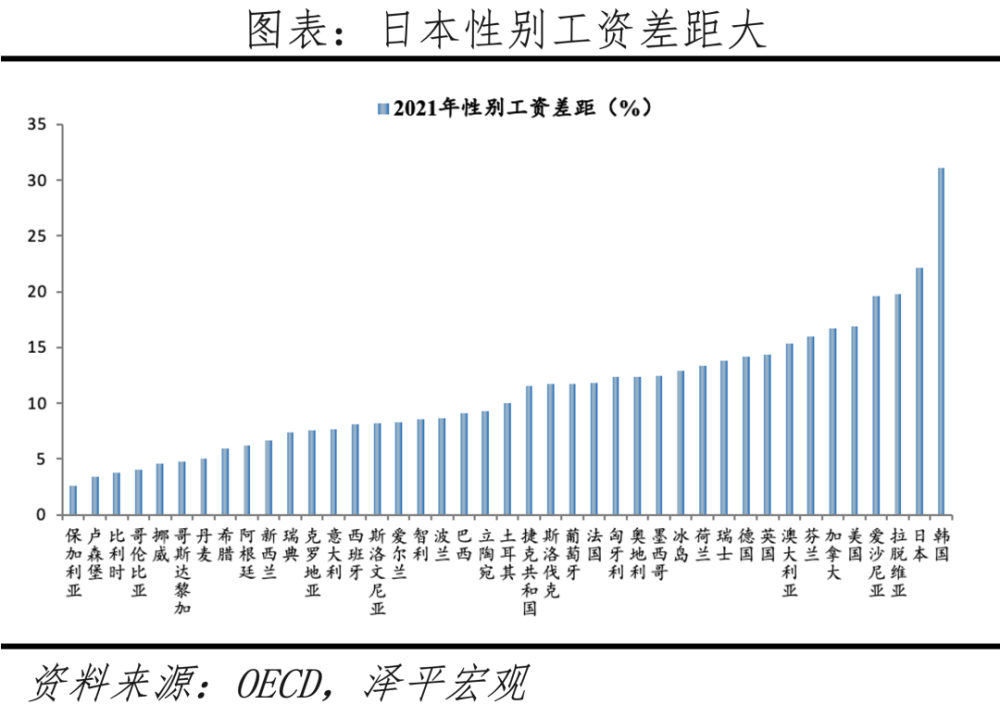 图表：日本性别工资差距大
2021年性别工资差距（%）
35
30
25
20
15
10
5
0
保加利亚
卢森堡
比利时
哥伦比亚
挪威
哥斯达黎加
丹麦
希腊
阿根廷
新西兰
瑞典
克罗地亚
意大利
西班牙
斯洛文尼亚
爱尔兰
智利
波兰
巴西
立陶宛
土耳其
捷克共和国
斯洛伐克
葡萄牙
法国
匈牙利
奥地利
墨西哥
冰岛
荷兰
瑞士
德国
英国
澳大利亚
芬兰
加拿大
美国
爱沙尼亚
拉脱维亚
日本
韩国
资料来源：OECD，泽平宏观